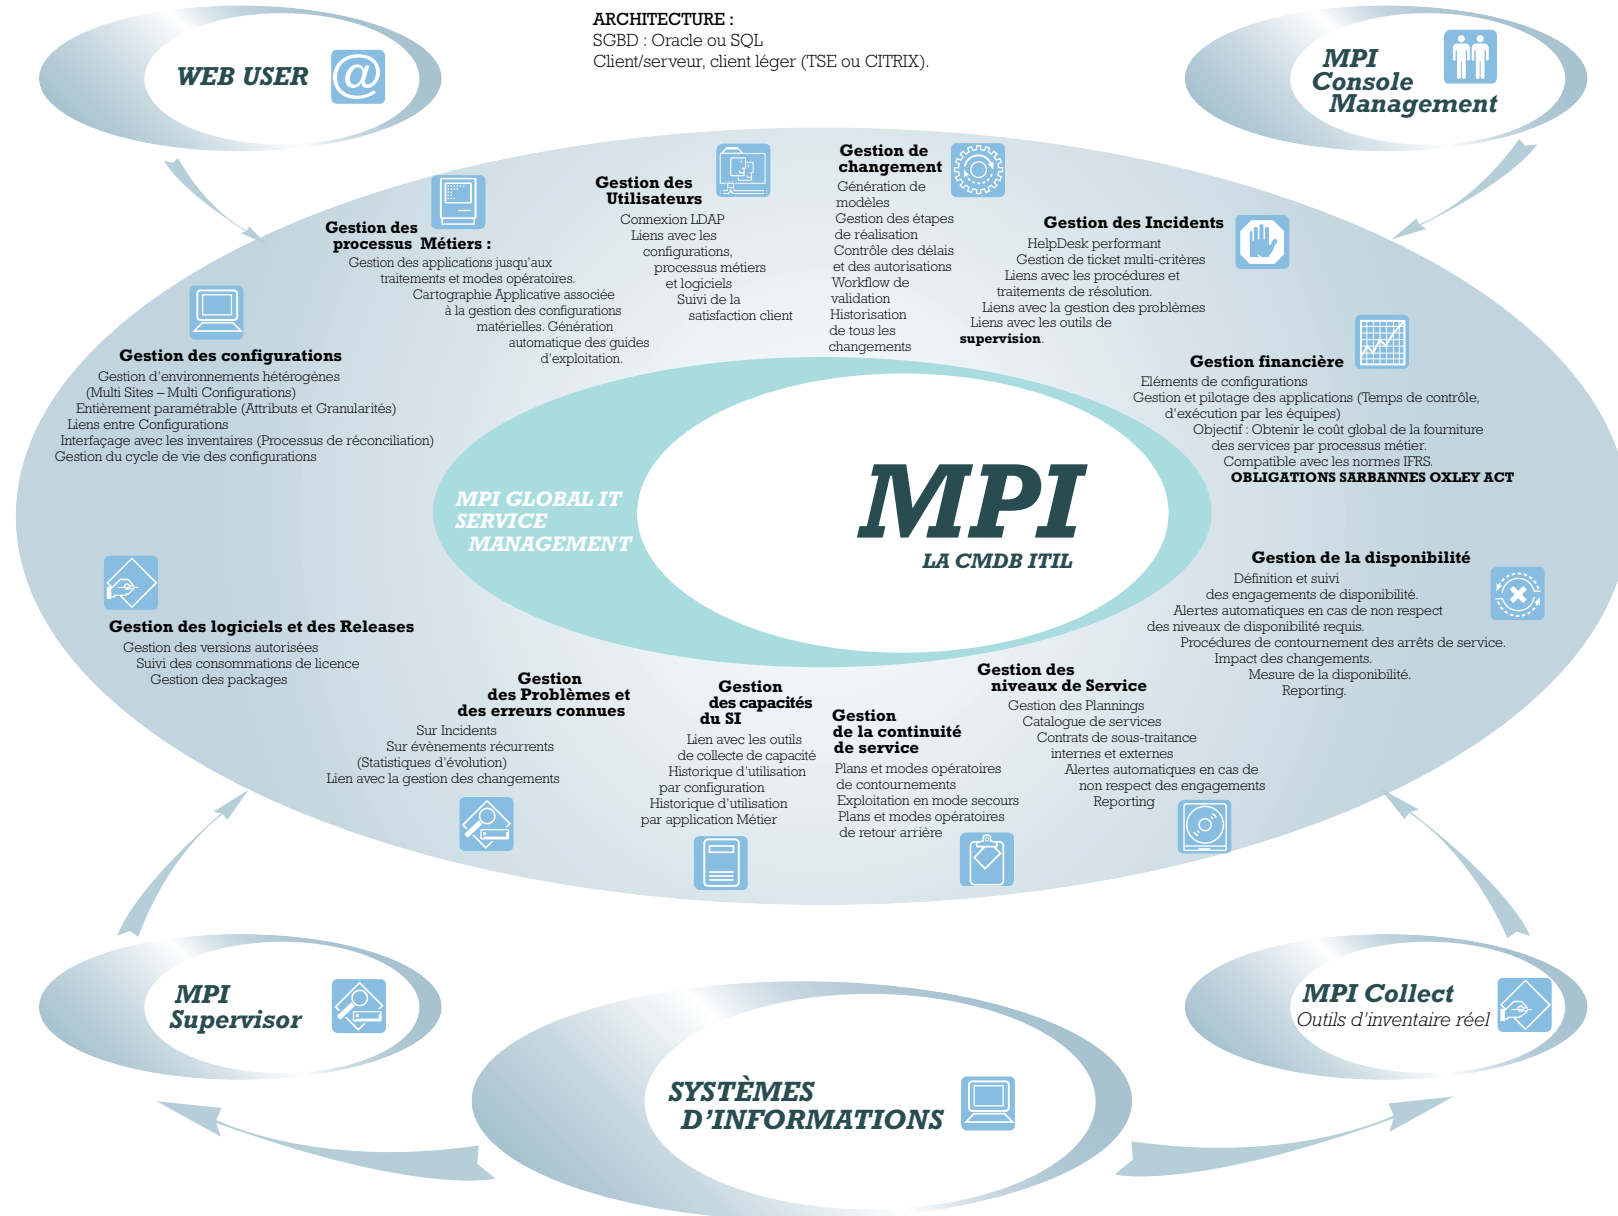 ARCHITECTURE :
SGBD : Oracle ou SQL
Client/serveur, client léger (TSE ou CITRIX).
WEB USER
@
MPI
Console
Management
Gestion des
processus Métiers :
Gestion des applications jusqu'aux
traitements et modes opératoires.
Cartographie Applicative associée
à la gestion des configurations
matérielles. Génération
automatique des guides
d'exploitation.
Gestion des
Utilisateurs
Connexion LDAP
Liens avec les
configurations,
processus métiers
et logiciels
Suivi de la
satisfaction client
Gestion de
changement
Génération de
modèles
Gestion des étapes
de réalisation
Contrôle des délais
et des autorisations
Workflow de
validation
Historisation
de tous les
changements
Gestion des Incidents
HelpDesk performant
Gestion de ticket multi-critères
Liens avec les procédures et
traitements de résolution.
Liens avec la gestion des problèmes
Liens avec les outils de
supervision.
Gestion des configurations
Gestion d'environnements hétérogènes
(Multi Sites – Multi Configurations)
Entièrement paramétrable (Attributs et Granularités)
Liens entre Configurations
Interfaçage avec les inventaires (Processus de réconciliation)
Gestion du cycle de vie des configurations
Gestion financière
Eléments de configurations
Gestion et pilotage des applications (Temps de contrôle,
d'exécution par les équipes)
Objectif : Obtenir le coût global de la fourniture
des services par processus métier.
Compatible avec les normes IFRS.
OBLIGATIONS SARBANNES OXLEY ACT
MPI GLOBAL IT
SERVICE
MANAGEMENT
MPI
LA CMDB ITIL
Gestion de la disponibilité
Définition et suivi
des engagements de disponibilité.
Alertes automatiques en cas de non respect
des niveaux de disponibilité requis.
Procédures de contournement des arrêts de service.
Impact des changements.
Mesure de la disponibilité.
Reporting.
Gestion des logiciels et des Releases
Gestion des versions autorisées
Suivi des consommations de licence
Gestion des packages
Gestion
des Problèmes et
des erreurs connues
Sur Incidents
Sur évènements récurrents
(Statistiques d'évolution)
Lien avec la gestion des changements
Gestion
des capacités
du SI
Lien avec les outils
de collecte de capacité
Historique d'utilisation
par configuration
Historique d'utilisation
par application Métier
Gestion
de la continuité
de service
Plans et modes opératoires
de contournements
Exploitation en mode secours
Plans et modes opératoires
de retour arrière
Gestion des
niveaux de Service
Gestion des Plannings
Catalogue de services
Contrats de sous-traitance
internes et externes
Alertes automatiques en cas de
non respect des engagements
Reporting
MPI
Supervisor
MPI Collect
Outils d'inventaire réel
SYSTÈMES
D'INFORMATIONS